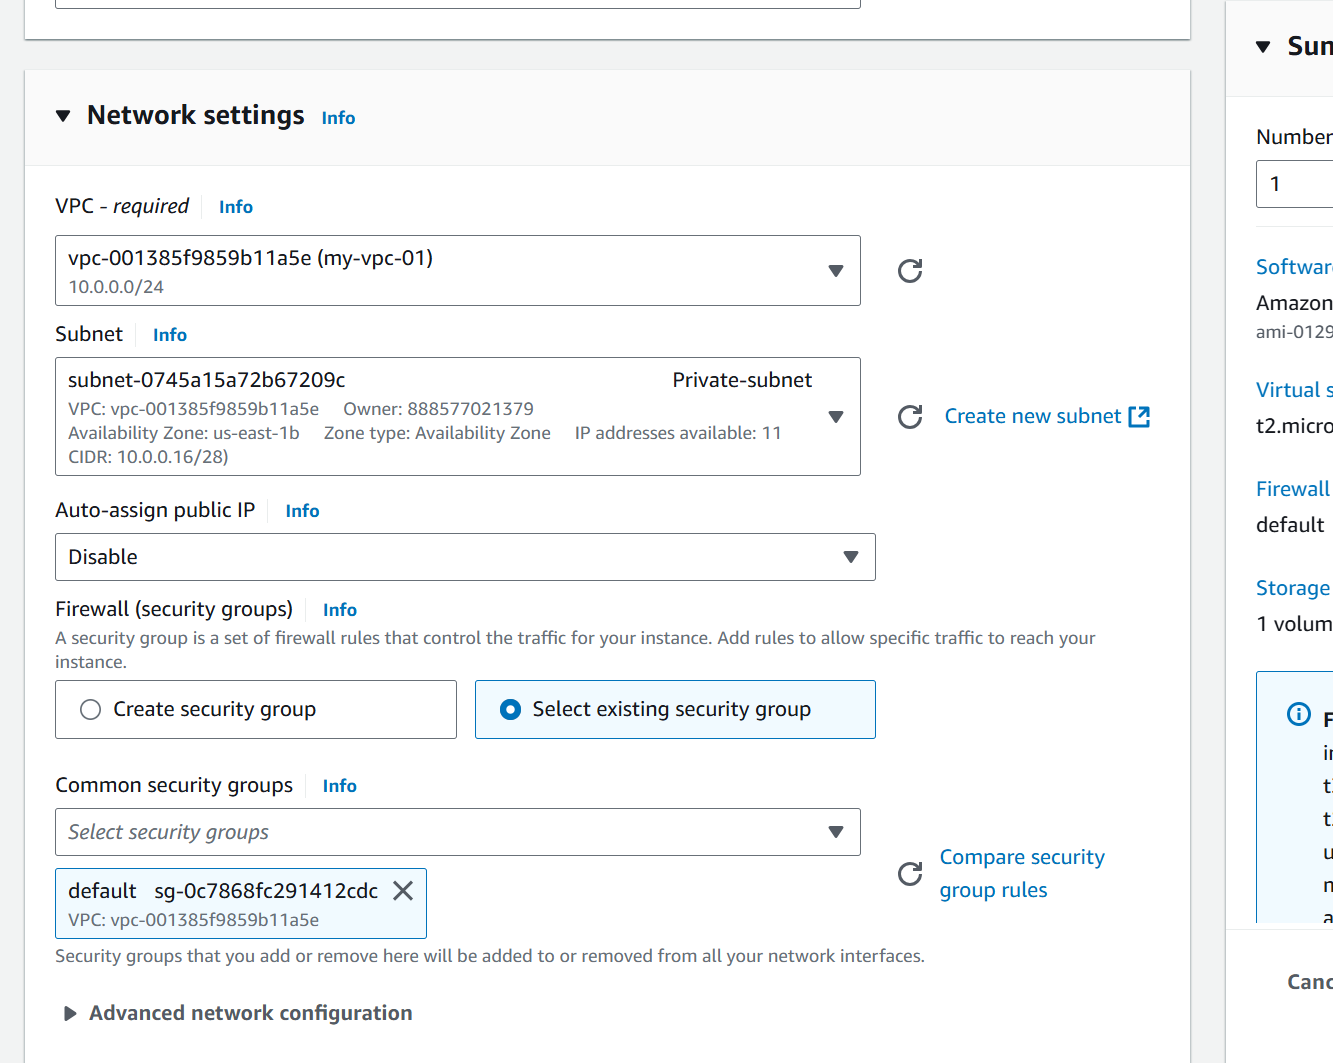 Network settings Info
VPC - required Info
vpc-001385f9859b11a5e (my-vpc-01)
10.0.0.0/24
Subnet Info
subnet-0745a15a72b67209c Private-subnet
VPC: vpc-001385f9859b11a5e Owner: 888577021379
Availability Zone: us-east-1b Zone type: Availability Zone IP addresses available: 11
CIDR: 10.0.0.16/28)
Create new subnet
Auto-assign public IP Info
Disable
Firewall (security groups) Info
A security group is a set of firewall rules that control the traffic for your instance. Add rules to allow specific traffic to reach your
instance.
Create security group
Select existing security group
Common security groups Info
Select security groups
default sg-0c7868fc291412cdc
VPC: vpc-001385f9859b11a5e
Compare security
group rules
Security groups that you add or remove here will be added to or removed from all your network interfaces.
Advanced network configuration
Number
1
Amazon
ami-0129
Virtual s
t2.micro
Firewall
default
Storage
1 volum
Canc